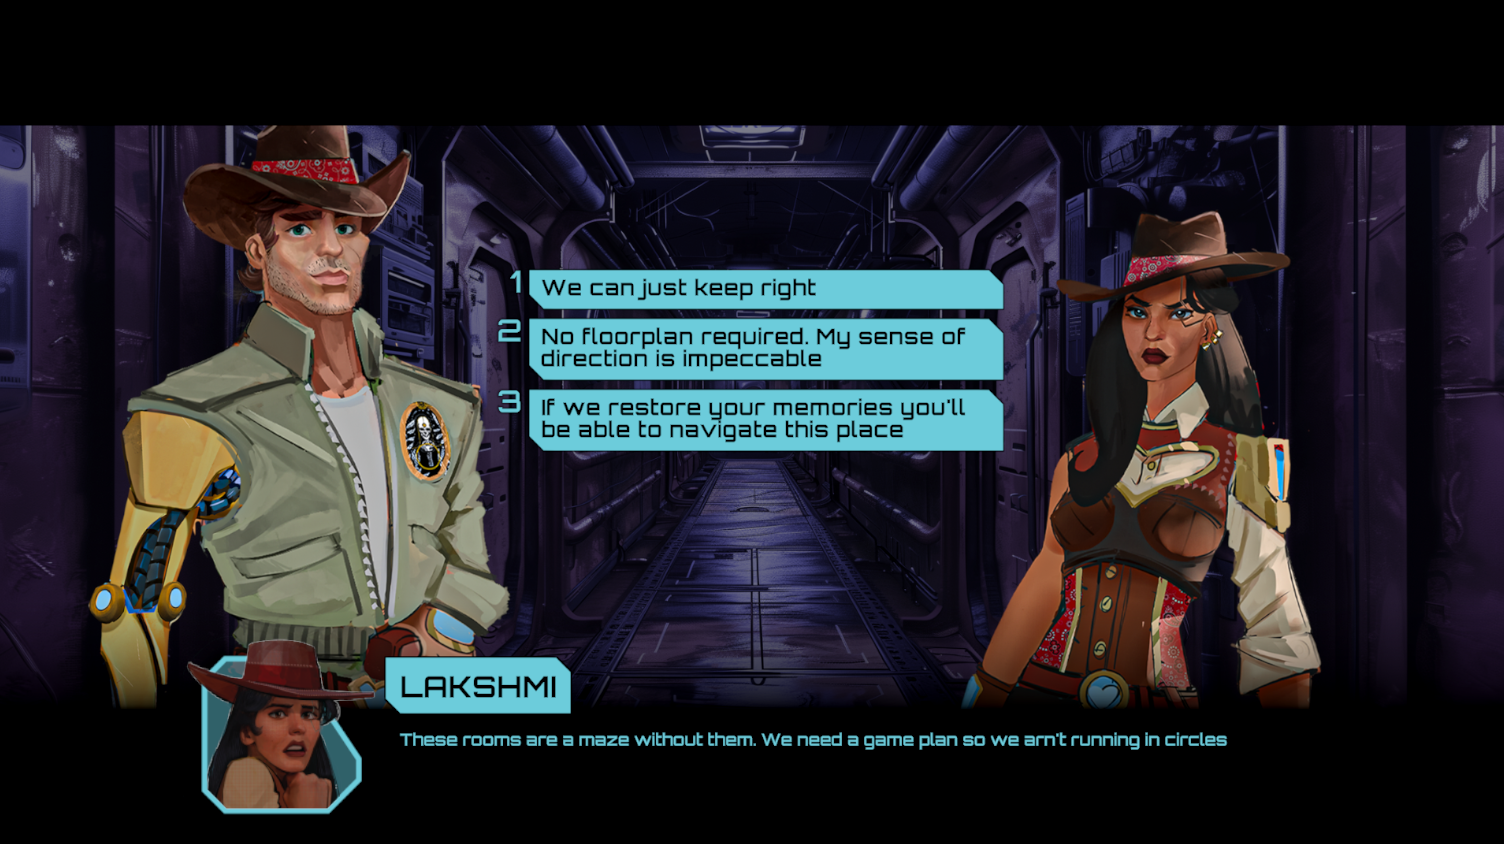 1 We can just keep right
2 No floorplan required. My sense of
direction is impeccable
3 If we restore your memories you'll
be able to navigate this place
LAKSHMI
These rooms are a maze without them. We need a game plan so we arn't running in circles